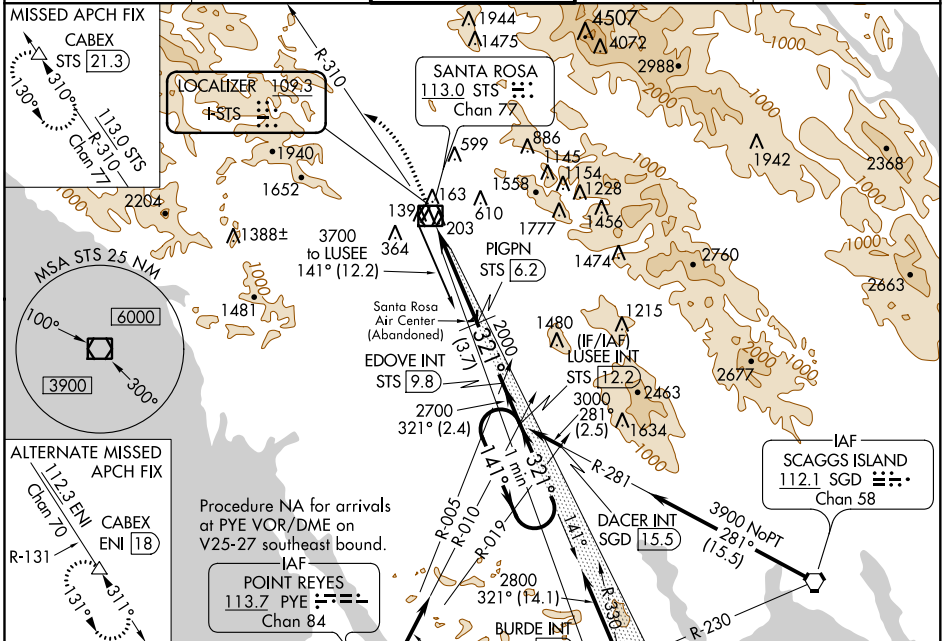 MISSED APCH FIX
CABEX
STS 21.3
310°
130°
113.0 STS
R-310
Chan 77
R-310
LOCALIZER 109.3
I-STS
SANTA ROSA
113.0 STS
Chan 77
1944
1475
4507
4072
2988
1000
2000
1000
1000
1940
1652
2204
1388±
599
886
1145
1154
1558
1228
1777
1456
1942
2368
1000
163
139
203
610
364
3700
to LUSEE
141° (12.2)
PIGPN
STS 6.2
1474
2760
2663
1000
MSA STS 25 NM
100°
6000
3900
300°
1481
1000
Santa Rosa
Air Center
(Abandoned)
321°
(3.7)
2000
1480
1215
(IF/IAF)
LUSEE INT
STS 12.2
EDOVE INT
STS 9.8
2000
2677
1000
2463
3000
281°
(2.5)
1634
1000
2700
321° (2.4)
141°
1 min
321°
ALTERNATE MISSED
APCH FIX
112.3 ENI
Chan 70
CABEX
ENI 18
R-131
131°
311°
Procedure NA for arrivals
at PYE VOR/DME on
V25-27 southeast bound.
IAF
POINT REYES
113.7 PYE
Chan 84
R-005
R-010
R-019
R-281
IAF
SCAGGS ISLAND
112.1 SGD
Chan 58
3900 NoPT
281°
(15.5)
DACER INT
SGD 15.5
141°
R-330
2800
321° (14.1)
BURDE INT
R-230